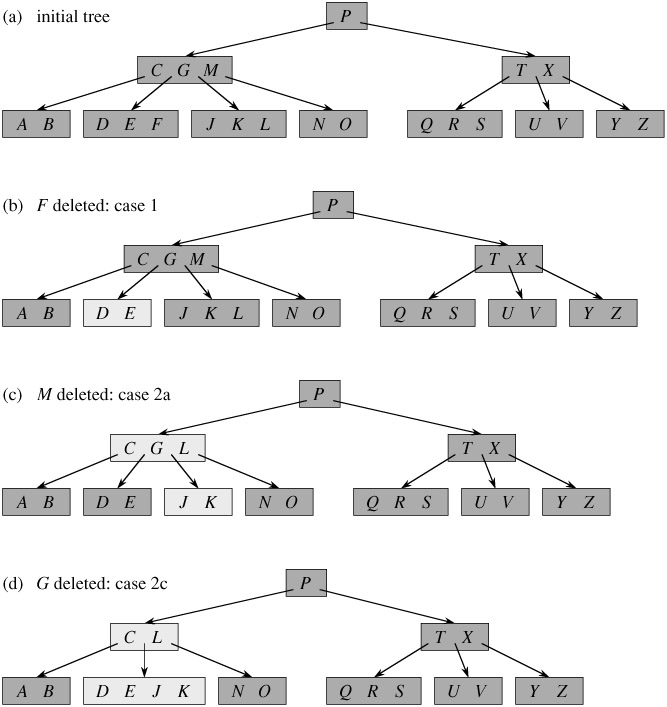 (a) initial tree
P
C G M
T X
A B
D E F
J K L
N O
Q R S
U V
Y Z
(b) F deleted: case 1
P
C G M
T X
A B
D E
J K L
N O
Q R S
U V
Y Z
(c) M deleted: case 2a
P
C G L
T X
A B
D E
J K
N O
Q R S
U V
Y Z
(d) G deleted: case 2c
P
C L
T X
A B
D E J K
N O
Q R S
U V
Y Z